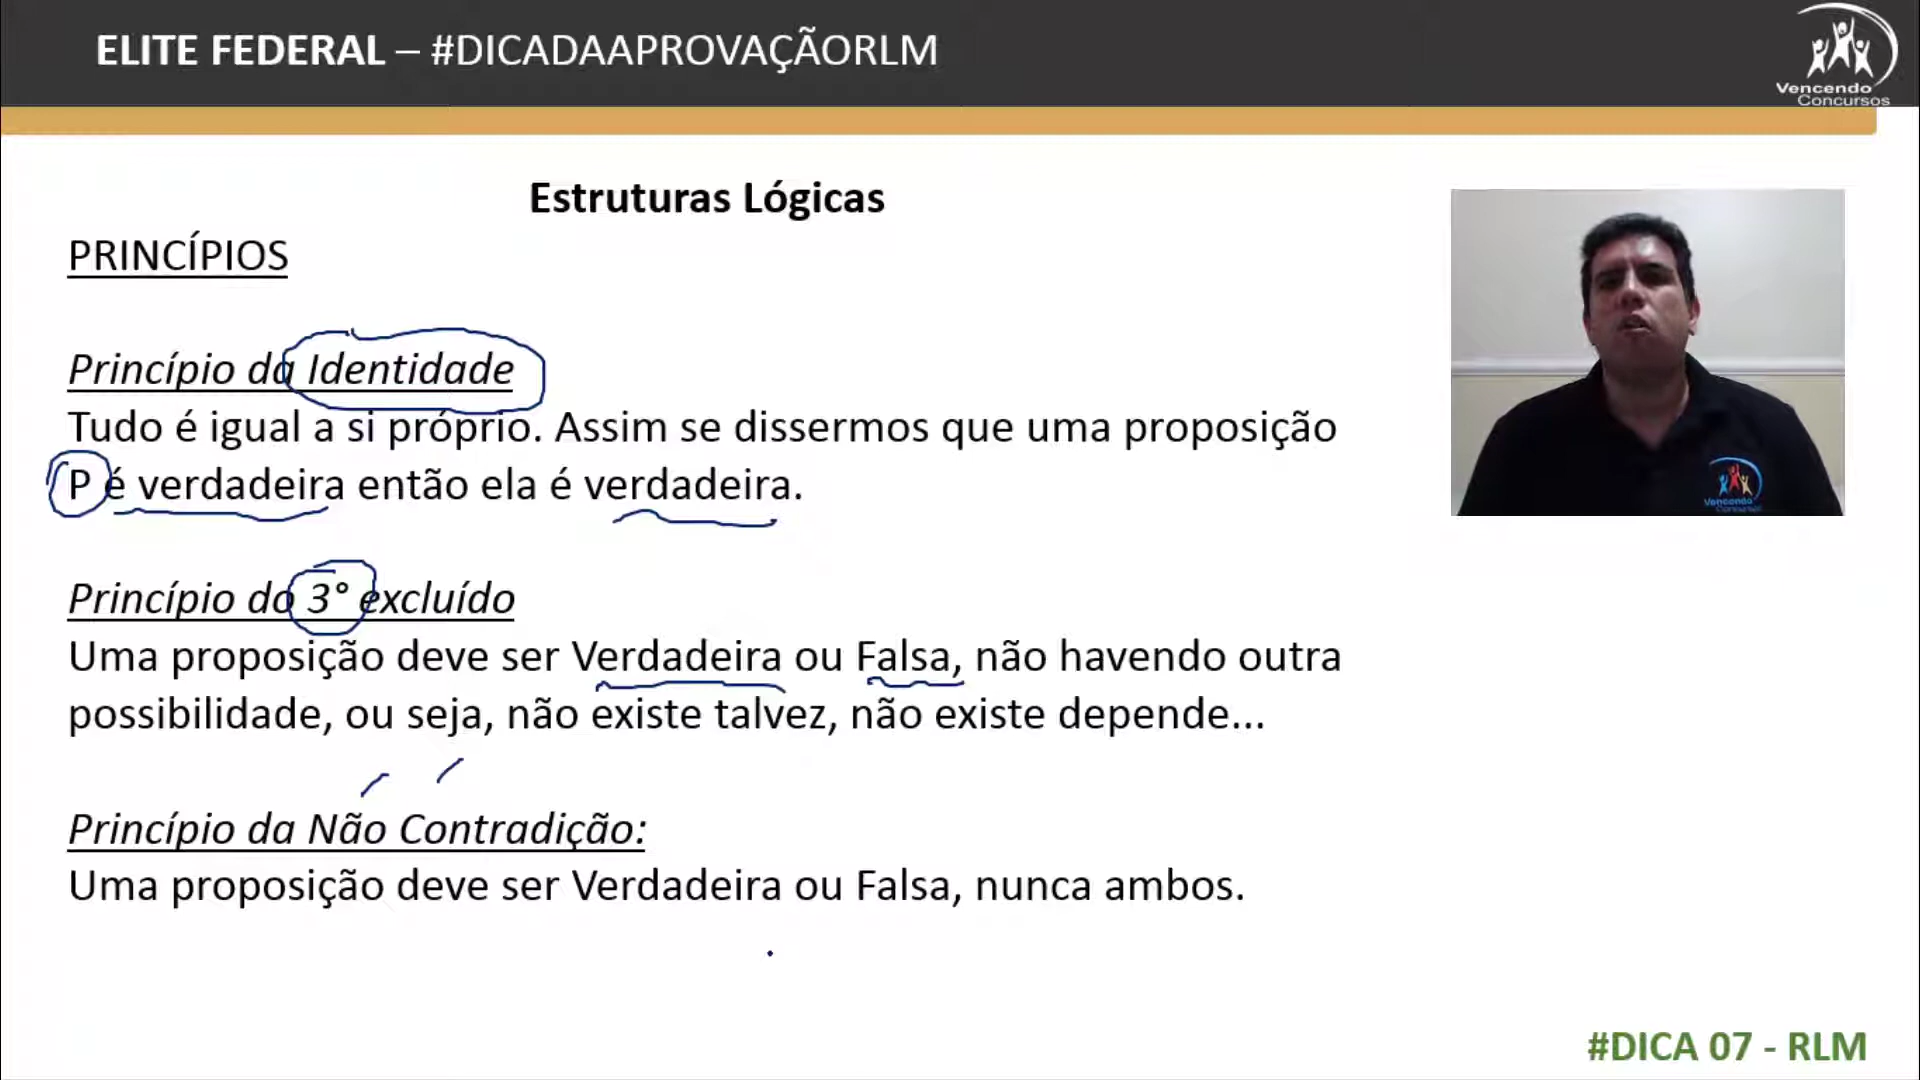 ELITE FEDERAL – #DICADAAPROVAÇÃORLM
Vencendo
Concursos
Estruturas Lógicas
PRINCÍPIOS
Princípio da Identidade
Tudo é igual a si próprio. Assim se dissermos que uma proposição
P é verdadeira então ela é verdadeira.
Vencendo
Concursos
Princípio do 3° excluído
Uma proposição deve ser Verdadeira ou Falsa, não havendo outra
possibilidade, ou seja, não existe talvez, não existe depende...
Princípio da Não Contradição:
Uma proposição deve ser Verdadeira ou Falsa, nunca ambos.
#DICA 07 - RLM